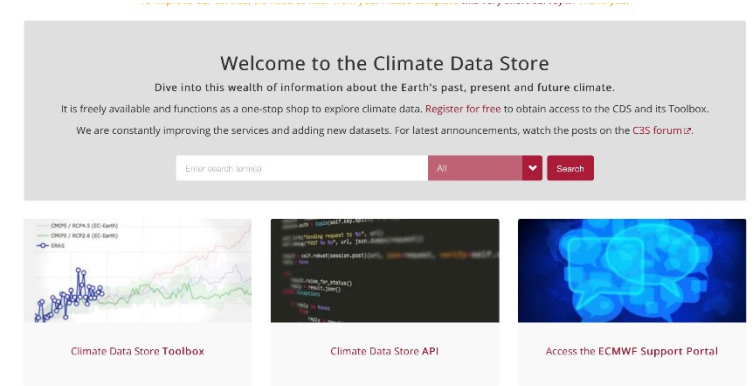 Welcome to the Climate Data Store
Dive into this wealth of information about the Earth's past, present and future climate.
It is freely available and functions as a one-stop shop to explore climate data. Register for free to obtain access to the CDS and its Toolbox.
We are constantly improving the services and adding new datasets. For latest announcements, watch the posts on the C3S forum.
Enter search term(s)
All
Search
CMIP5 / RCP4.5 (EC-Earth)
CMIP5 / RCP2.6 (EC-Earth)
ERA5
result.raise_for_status()
reply = result.json()
Climate Data Store Toolbox
Climate Data Store API
Access the ECMWF Support Portal